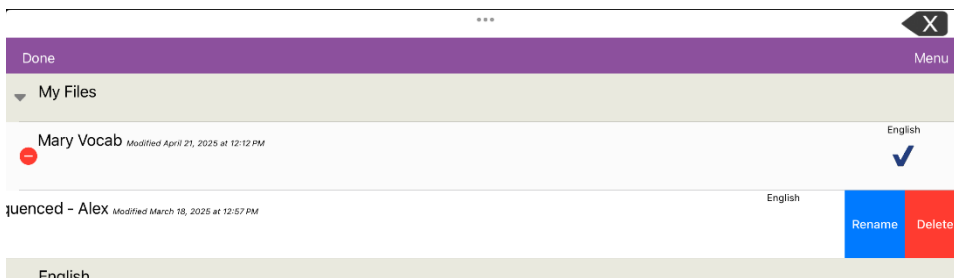 X
Done Menu
My Files
Mary Vocab Modified April 21, 2025 at 12:12 PM English
quenced - Alex Modified March 18, 2025 at 12:57 PM English Rename Delete
English